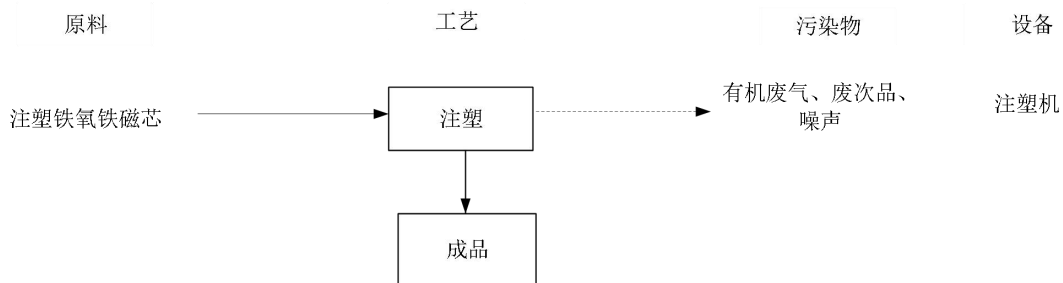 原料
工艺
污染物
设备
注塑铁氧铁磁芯
注塑
有机废气、废次品、
噪声
注塑机
成品